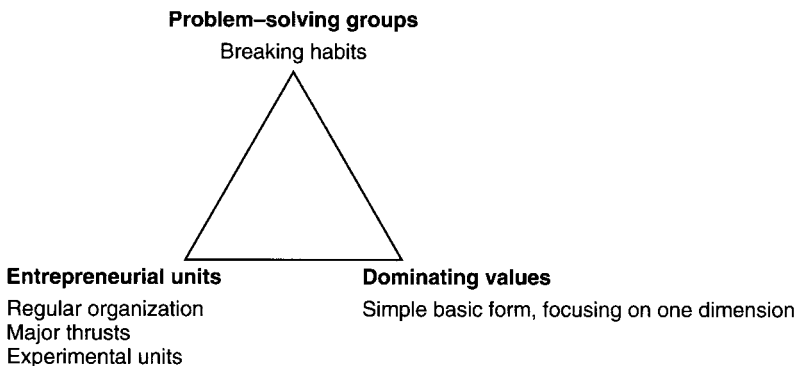 Problem–solving groups
Breaking habits
Entrepreneurial units
Regular organization
Major thrusts
Experimental units
Dominating values
Simple basic form, focusing on one dimension